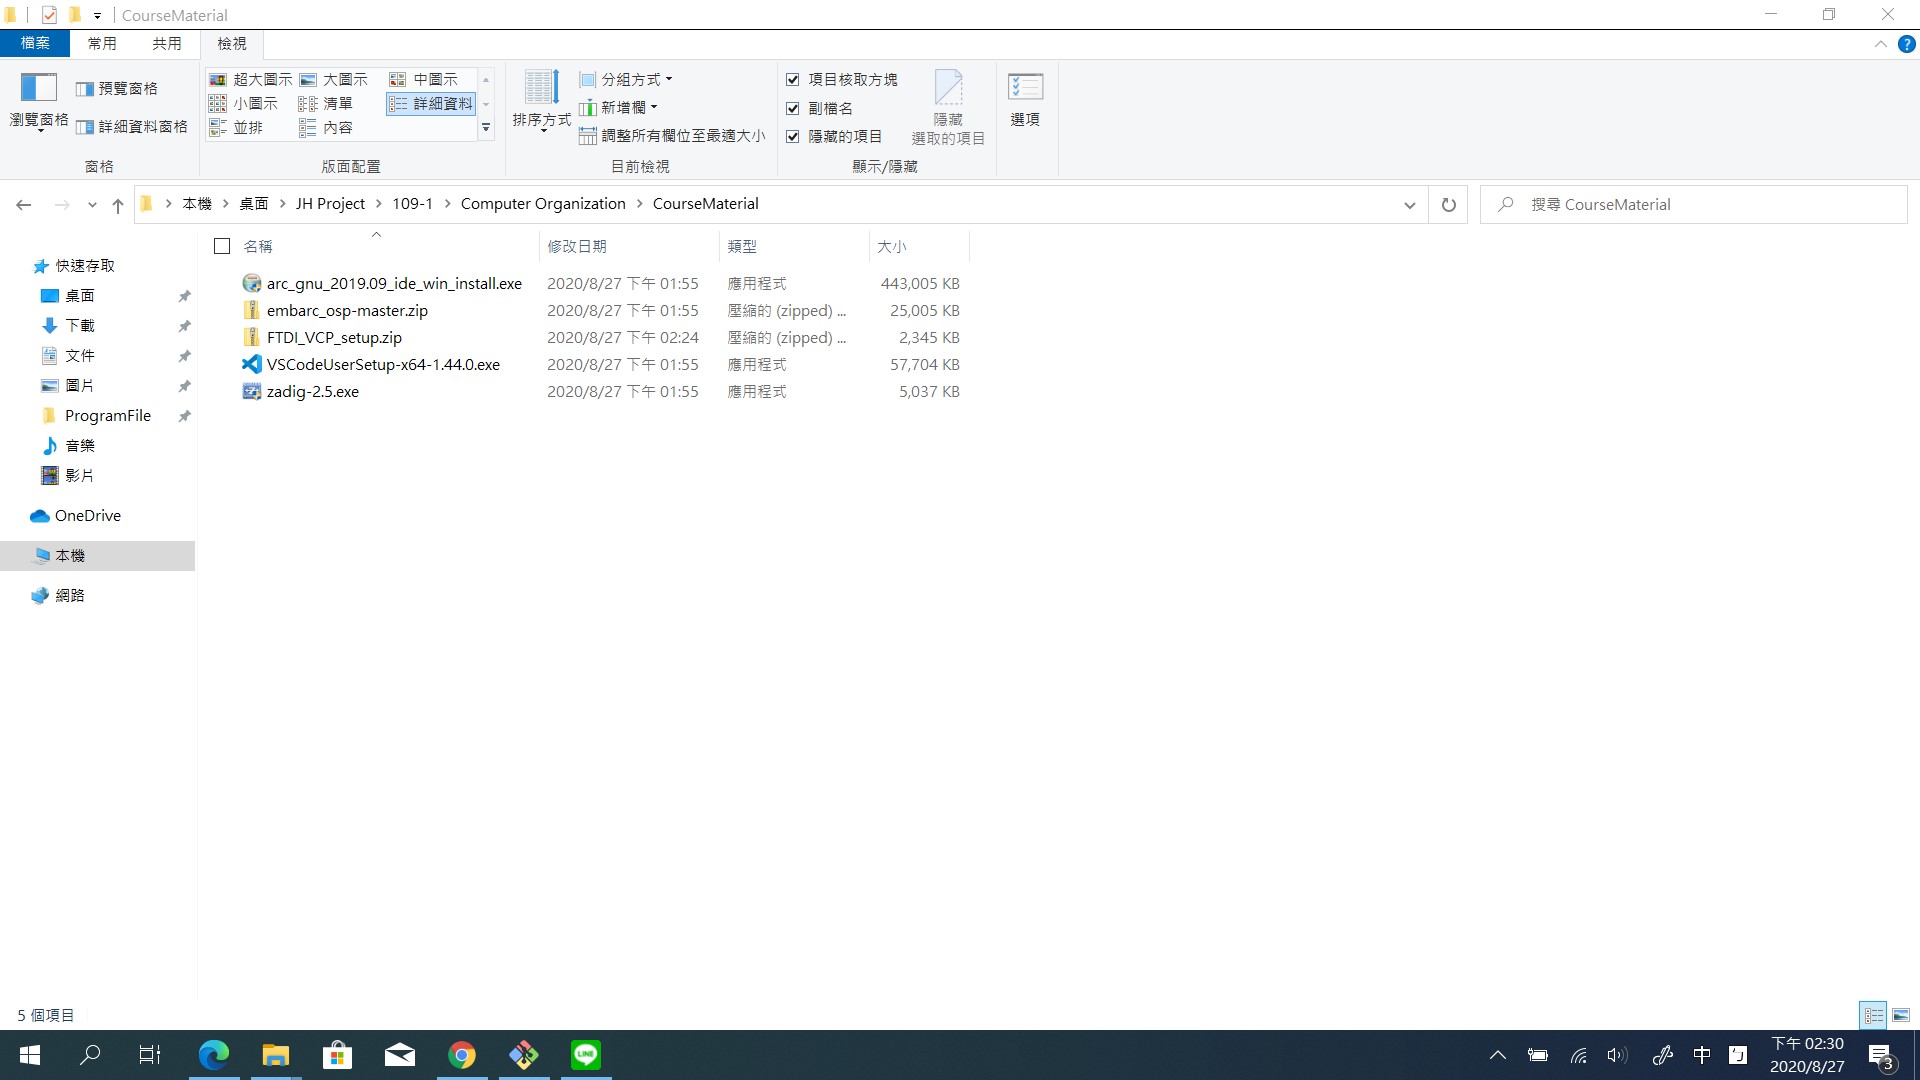 CourseMaterial
檔案 常用 共用 檢視
瀏覽窗格 預覽窗格 詳細資料窗格
窗格
超大圖示 大圖示 中圖示
小圖示 清單 詳細資料
並排 內容
版面配置
排序方式 分組方式
新增欄
調整所有欄位至最適大小
目前檢視
項目核取方塊
副檔名
隱藏的項目
隱藏
選取的項目
顯示/隱藏
選項
本機 桌面 JH Project 109-1 Computer Organization CourseMaterial
搜尋 CourseMaterial
名稱 修改日期 類型 大小
arc_gnu_2019.09_ide_win_install.exe 2020/8/27 下午 01:55 應用程式 443,005 KB
embarc_osp-master.zip 2020/8/27 下午 01:55 壓縮的 (zipped) ... 25,005 KB
FTDI_VCP_setup.zip 2020/8/27 下午 02:24 壓縮的 (zipped) ... 2,345 KB
VSCodeUserSetup-x64-1.44.0.exe 2020/8/27 下午 01:55 應用程式 57,704 KB
zadig-2.5.exe 2020/8/27 下午 01:55 應用程式 5,037 KB
快速存取
桌面
下載
文件
圖片
ProgramFile
音樂
影片
OneDrive
本機
網路
5 個項目
LINE
中
下午 02:30
2020/8/27
3